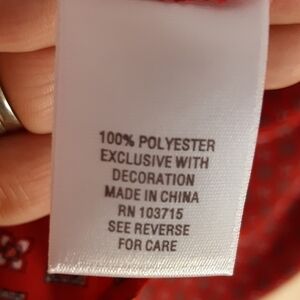 100% POLYESTER
EXCLUSIVE WITH
DECORATION
MADE IN CHINA
RN 103715
SEE REVERSE
FOR CARE